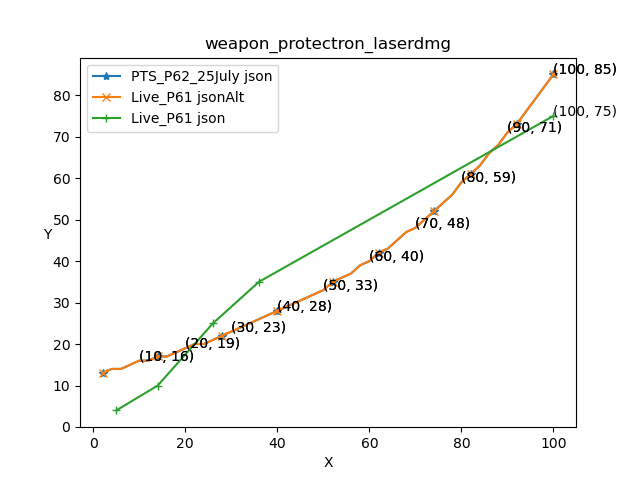 weapon_protectron_laserdmg
PTS_P62_25July json
Live_P61 jsonAlt
Live_P61 json
(100, 85)
(100, 75)
(90, 71)
(80, 59)
(70, 48)
(60, 40)
(50, 33)
(40, 28)
(30, 23)
(20, 19)
(10, 16)
Y
80
70
60
50
40
30
20
10
0
0 20 40 60 80 100
X